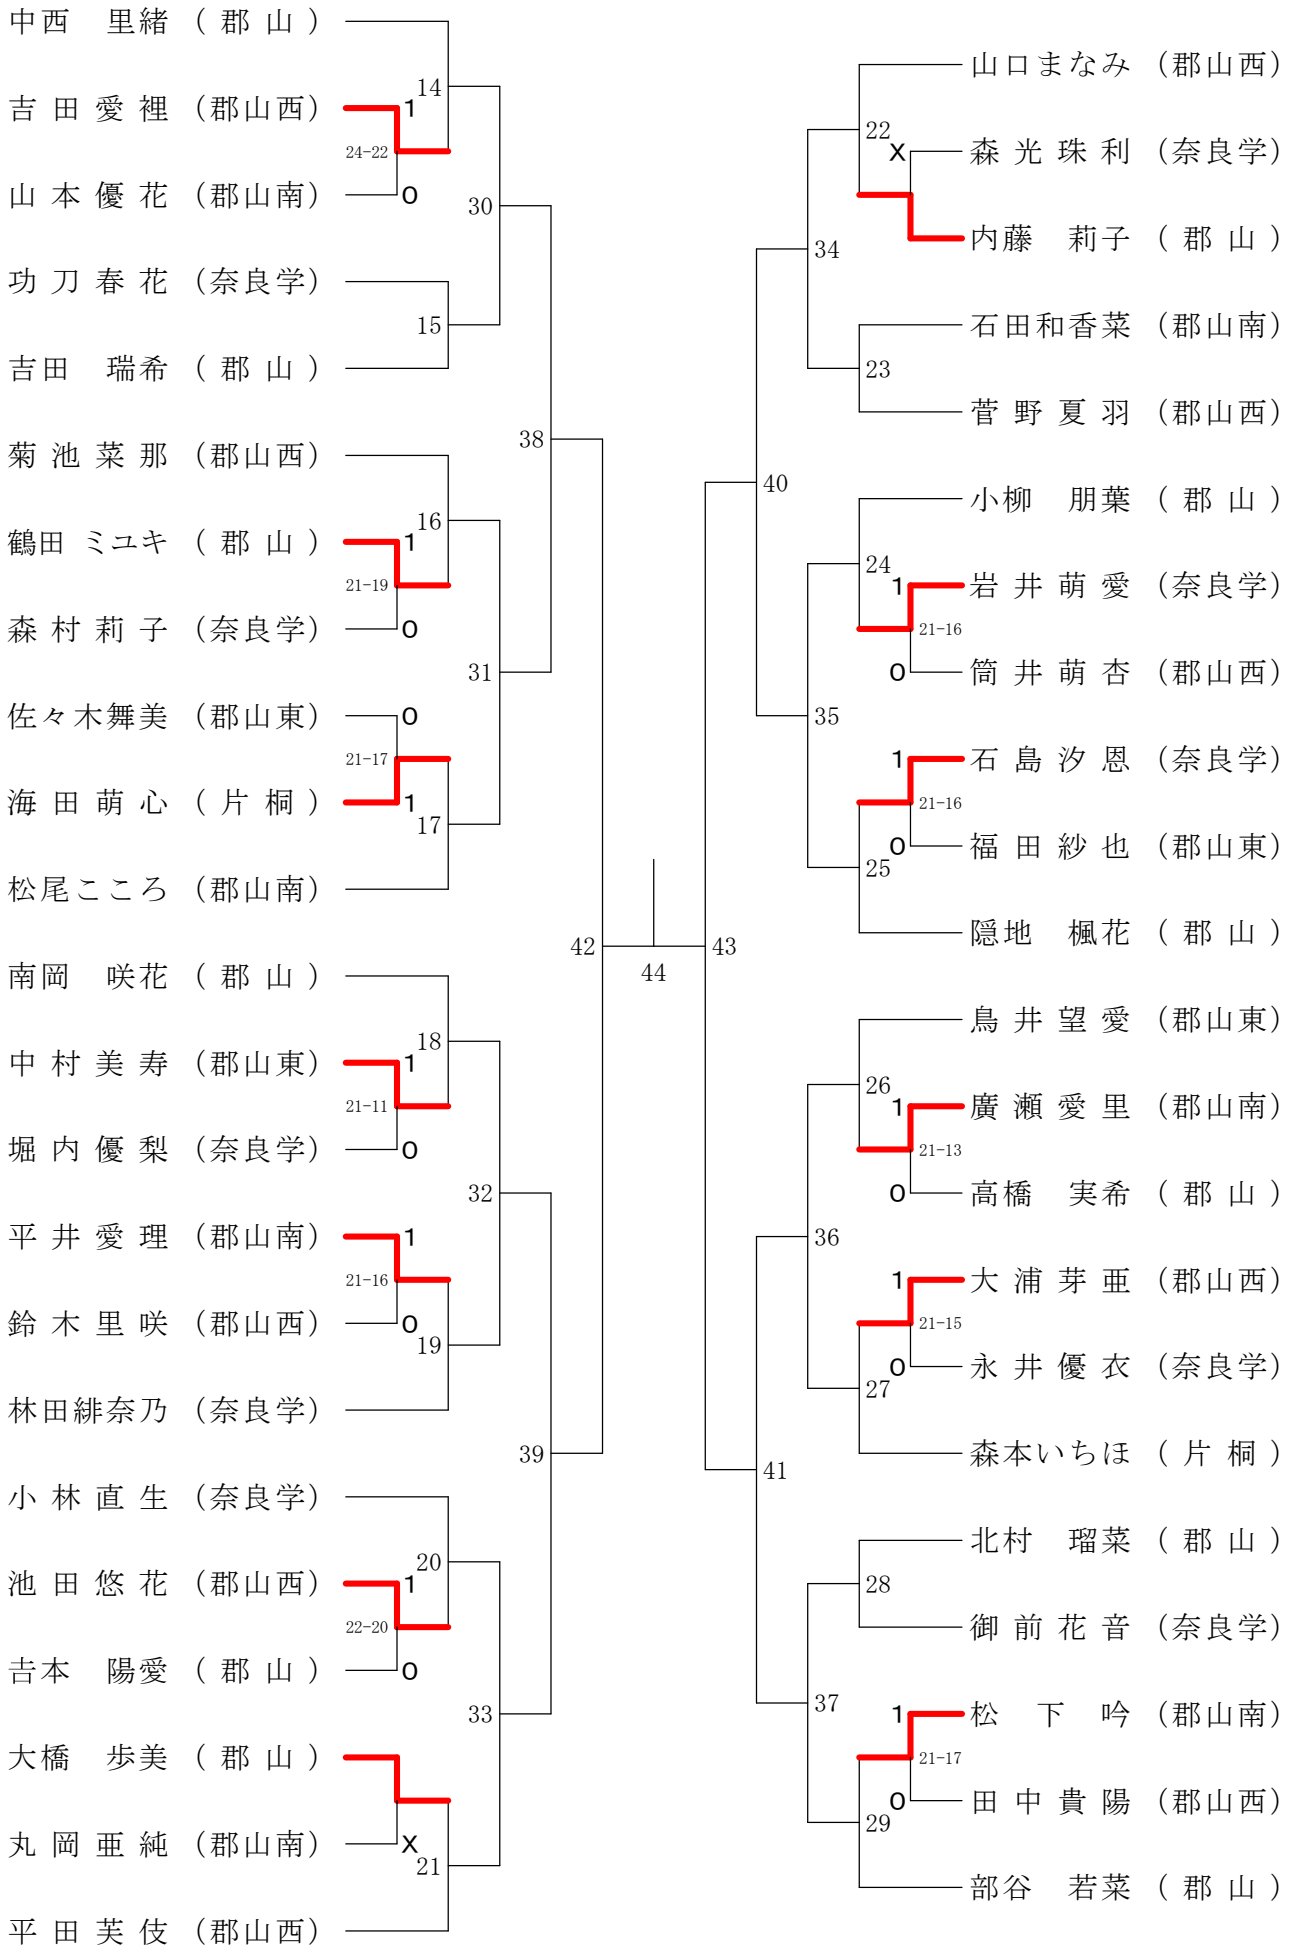 中西 里緒 ( 郡 山 )
14
吉 田 愛 裡 (郡山西) 1
24-22
山 本 優 花 (郡山南) 0
30
功 刀 春 花 (奈良学)
15
吉田 瑞希 ( 郡 山 )
38
菊 池 菜 那 (郡山西)
16
鶴田 ミユキ ( 郡 山 ) 1
21-19
森 村 莉 子 (奈良学) 0
31
佐々木舞美 (郡山東) 0
21-17
海 田 萌 心 ( 片 桐 ) 1
17
松尾こころ (郡山南)
42
南岡 咲花 ( 郡 山 )
18
中 村 美 寿 (郡山東) 1
21-11
堀 内 優 梨 (奈良学) 0
32
平 井 愛 理 (郡山南) 1
21-16
鈴 木 里 咲 (郡山西) 0
19
林田緋奈乃 (奈良学)
39
小 林 直 生 (奈良学)
20
池 田 悠 花 (郡山西) 1
22-20
𠮷本 陽愛 ( 郡 山 ) 0
33
大橋 歩美 ( 郡 山 )
丸 岡 亜 純 (郡山南) X
21
平 田 芙 伎 (郡山西)
44
山口まなみ (郡山西)
22
X 森 光 珠 利 (奈良学)
内藤 莉子 ( 郡 山 )
34
石田和香菜 (郡山南)
23
菅 野 夏 羽 (郡山西)
40
小柳 朋葉 ( 郡 山 )
24
1 岩 井 萌 愛 (奈良学)
21-16
0 筒 井 萌 杏 (郡山西)
35
1 石 島 汐 恩 (奈良学)
21-16
0 福 田 紗 也 (郡山東)
25
隠地 楓花 ( 郡 山 )
43
鳥 井 望 愛 (郡山東)
26
1 廣 瀬 愛 里 (郡山南)
21-13
0 高橋 実希 ( 郡 山 )
36
1 大 浦 芽 亜 (郡山西)
21-15
0 永 井 優 衣 (奈良学)
27
森本いちほ ( 片 桐 )
41
北村 瑠菜 ( 郡 山 )
28
御 前 花 音 (奈良学)
37
1 松 下 吟 (郡山南)
21-17
0 田 中 貴 陽 (郡山西)
29
部谷 若菜 ( 郡 山 )